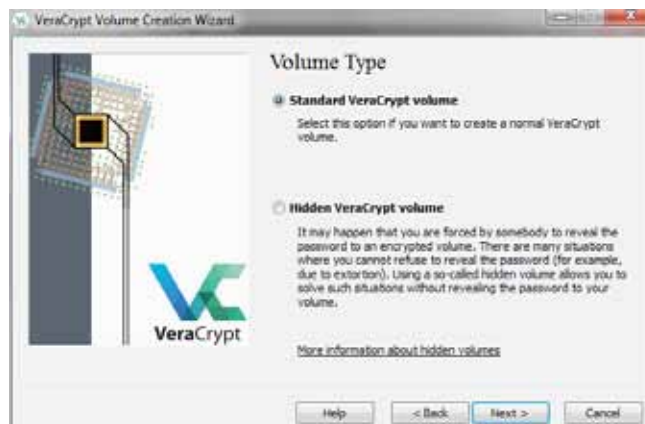 VeraCrypt Volume Creation Wizard
Volume Type
Standard VeraCrypt volume
Select this option if you want to create a normal VeraCrypt
volume.
Hidden VeraCrypt volume
It may happen that you are forced by somebody to reveal the
password to an encrypted volume. There are many situations
where you cannot refuse to reveal the password (for example,
due to extortion). Using a so-called hidden volume allows you to
solve such situations without revealing the password to your
volume.
VeraCrypt
More information about hidden volumes
Help
< Back
Next >
Cancel